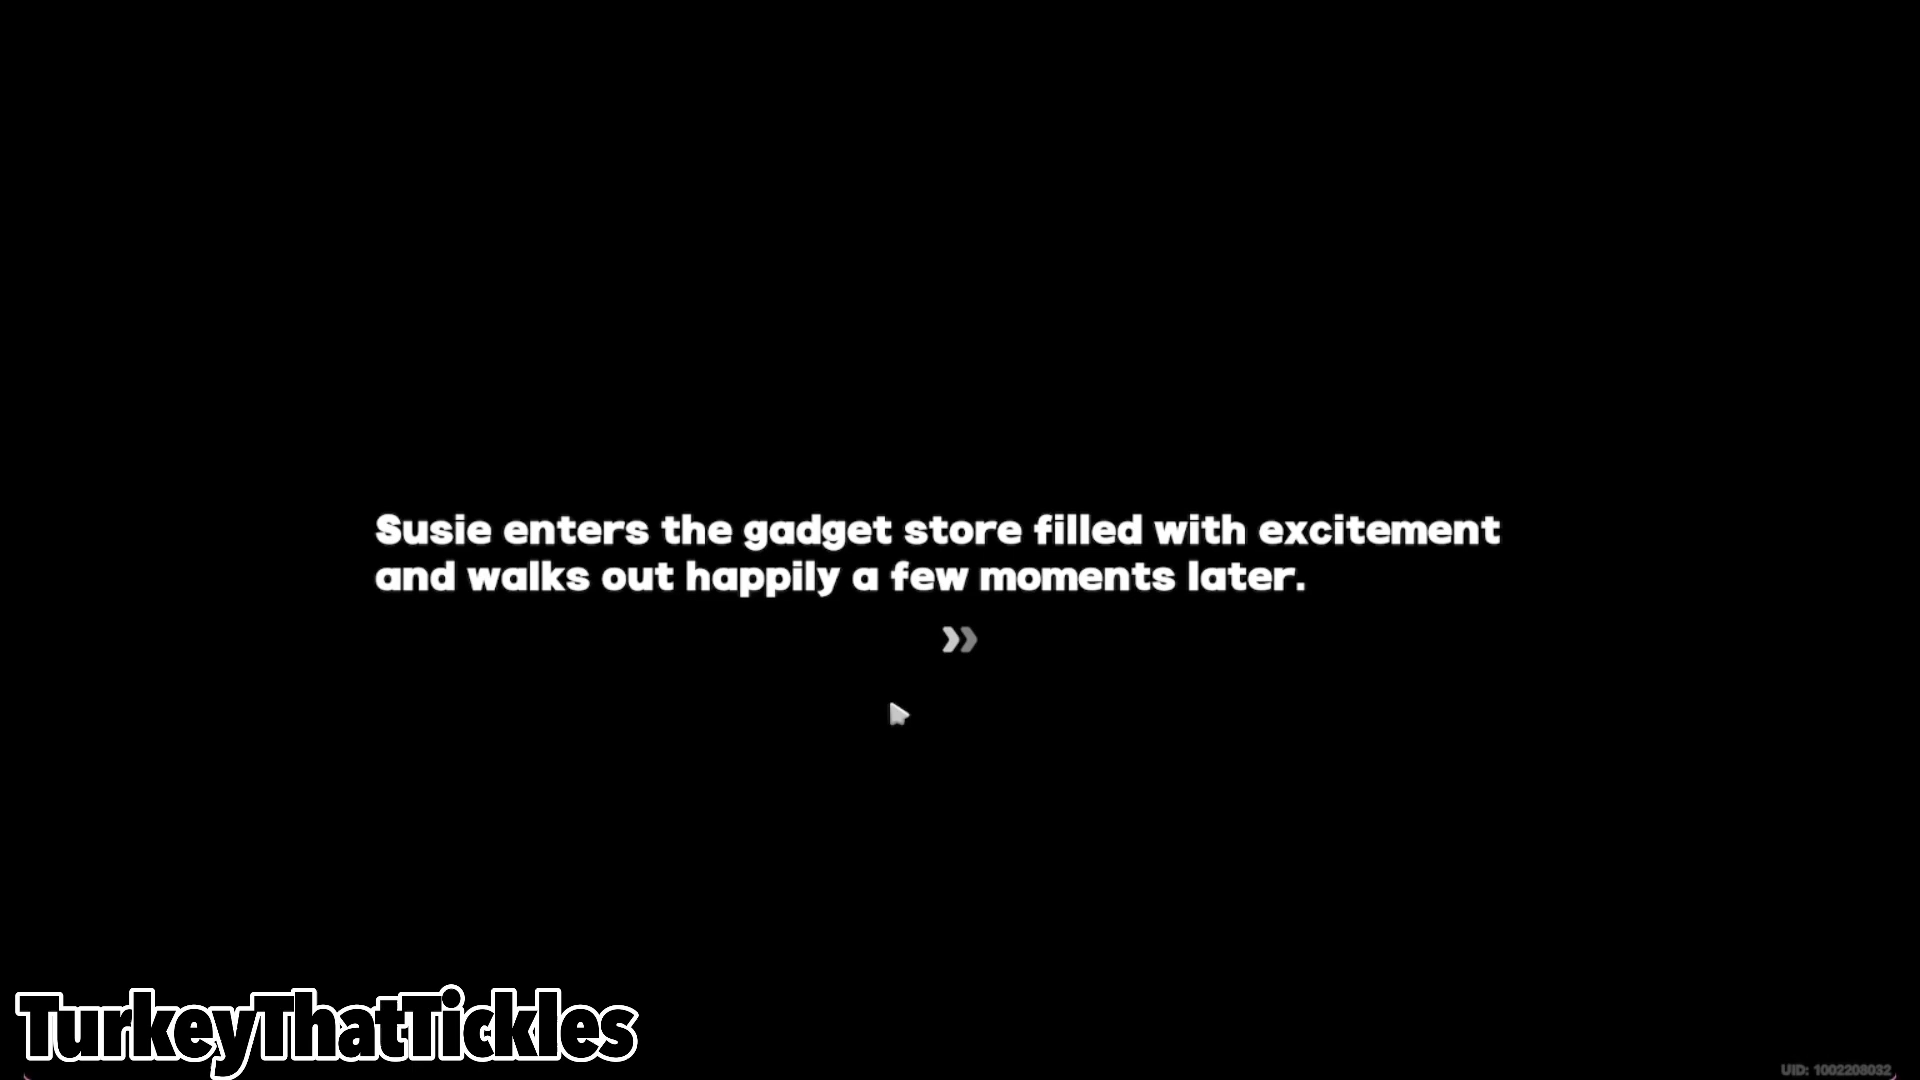 Susie enters the gadget store filled with excitement
and walks out happily a few moments later.
TurkeyThatTickles
UID: 1002208032